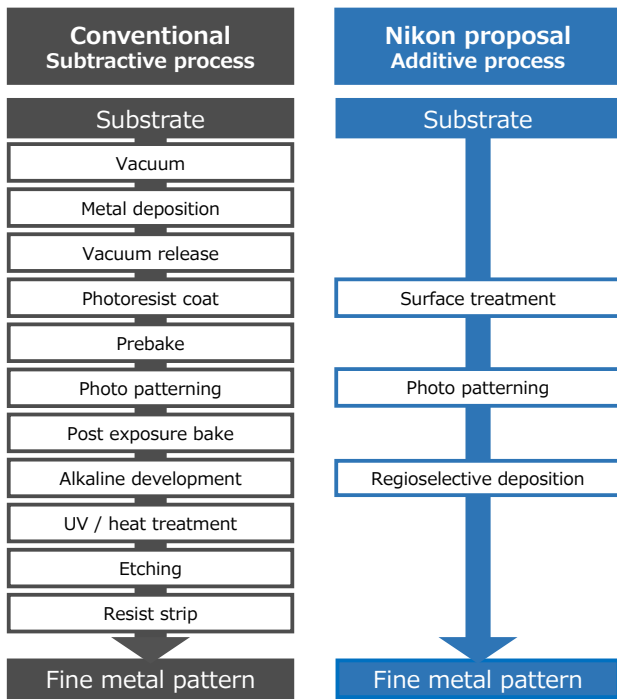 Conventional
Subtractive process
Substrate
Vacuum
Metal deposition
Vacuum release
Photoresist coat
Prebake
Photo patterning
Post exposure bake
Alkaline development
UV / heat treatment
Etching
Resist strip
Fine metal pattern
Nikon proposal
Additive process
Substrate
Surface treatment
Photo patterning
Regioselective deposition
Fine metal pattern